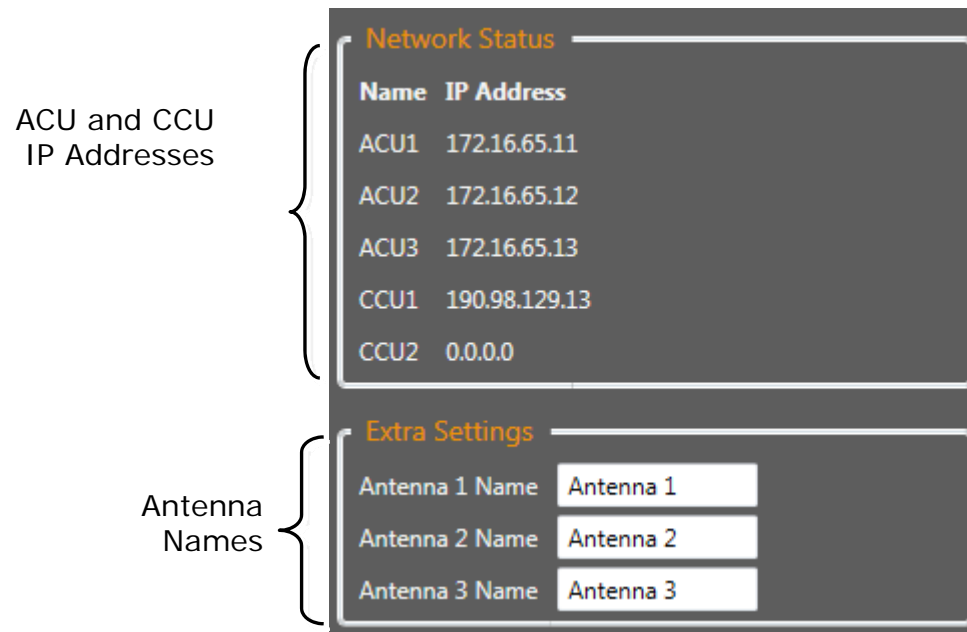 ACU and CCU
IP Addresses
Network Status
Name IP Address
ACU1 172.16.65.11
ACU2 172.16.65.12
ACU3 172.16.65.13
CCU1 190.98.129.13
CCU2 0.0.0.0
Antenna
Names
Extra Settings
Antenna 1 Name Antenna 1
Antenna 2 Name Antenna 2
Antenna 3 Name Antenna 3